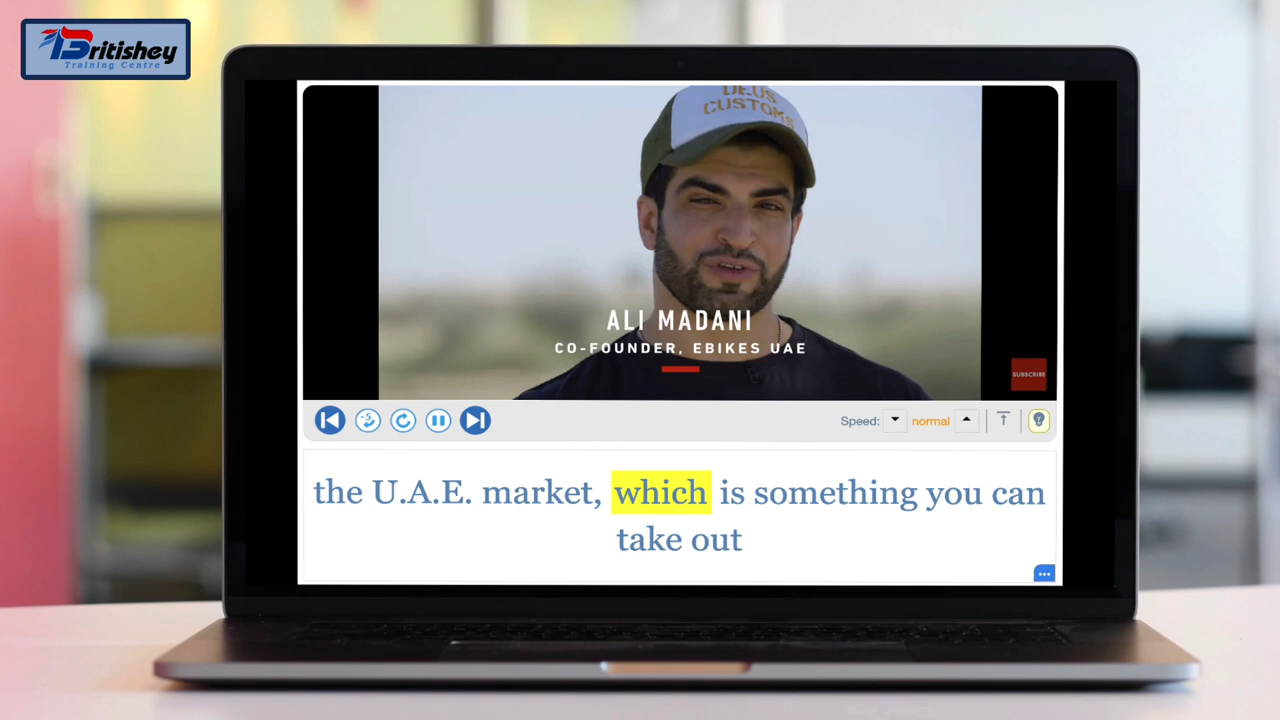 Britishey
Training Centre
DEUS
CUSTOMS
ALI MADANI
CO-FOUNDER, EBIKES UAE
SUBSCRIBE
-5
Speed: normal
the U.A.E. market, which is something you can
take out